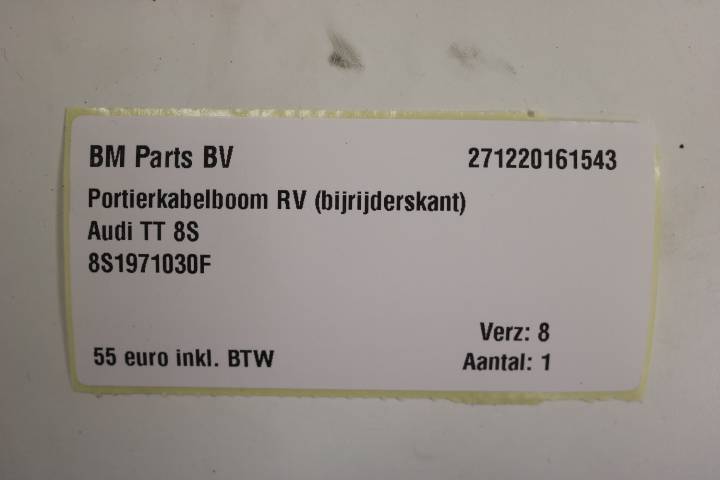 BM Parts BV 271220161543
Portierkabelboom RV (bijrijderskant)
Audi TT 8S
8S1971030F
Verz: 8
55 euro inkl. BTW Aantal: 1